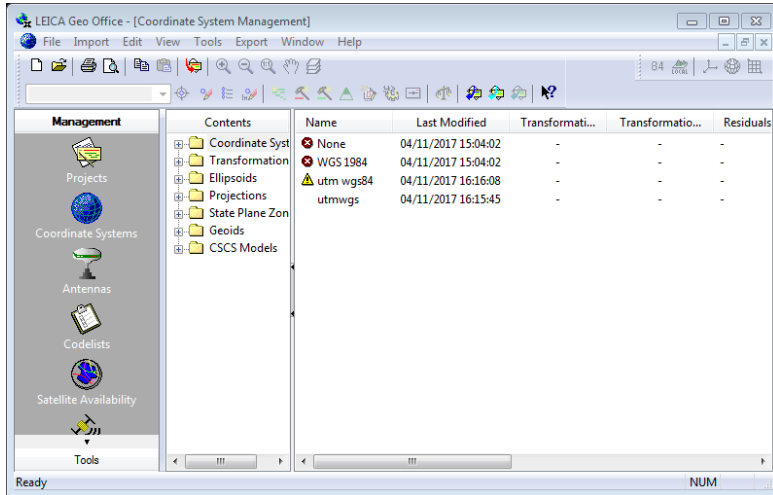 LEICA Geo Office - [Coordinate System Management]
File Import Edit View Tools Export Window Help
84 LOCAL
Management
Projects
Coordinate Systems
Antennas
Codelists
Satellite Availability
Tools
Contents
Coordinate Syst
Transformation
Ellipsoids
Projections
State Plane Zon
Geoids
CSCS Models
Name Last Modified Transformati... Transformatio... Residuals
None 04/11/2017 15:04:02 - - -
WGS 1984 04/11/2017 15:04:02 - - -
utm wgs84 04/11/2017 16:16:08 - - -
utmwgs 04/11/2017 16:15:45 - - -
Ready NUM